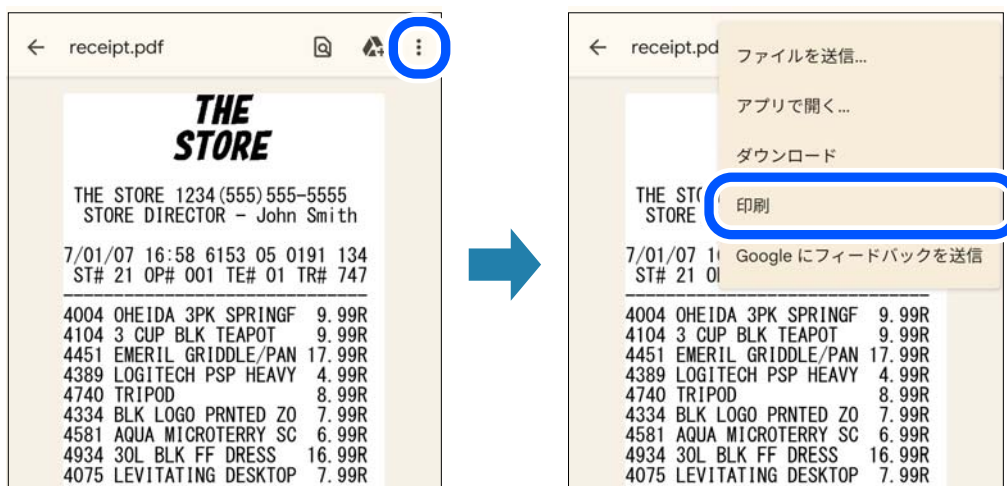 receipt.pdf
THE
STORE
THE STORE 1234(555)555-5555
STORE DIRECTOR - John Smith
7/01/07 16:58 6153 05 0191 134
ST# 21 OP# 001 TE# 01 TR# 747
4004 OHEIDA 3PK SPRINGF 9.99R
4104 3 CUP BLK TEAPOT 9.99R
4451 EMERIL GRIDDLE/PAN 17.99R
4389 LOGITECH PSP HEAVY 4.99R
4740 TRIPOD 8.99R
4334 BLK LOGO PRNTED ZO 7.99R
4581 AQUA MICROTERRY SC 6.99R
4934 30L BLK FF DRESS 16.99R
4075 LEVITATING DESKTOP 7.99R
receipt.pd
ファイルを送信...
アプリで開く...
ダウンロード
印刷
Google にフィードバックを送信
THE STO
STORE
7/01/07 1
ST# 21 O
4004 OHEIDA 3PK SPRINGF 9.99R
4104 3 CUP BLK TEAPOT 9.99R
4451 EMERIL GRIDDLE/PAN 17.99R
4389 LOGITECH PSP HEAVY 4.99R
4740 TRIPOD 8.99R
4334 BLK LOGO PRNTED ZO 7.99R
4581 AQUA MICROTERRY SC 6.99R
4934 30L BLK FF DRESS 16.99R
4075 LEVITATING DESKTOP 7.99R